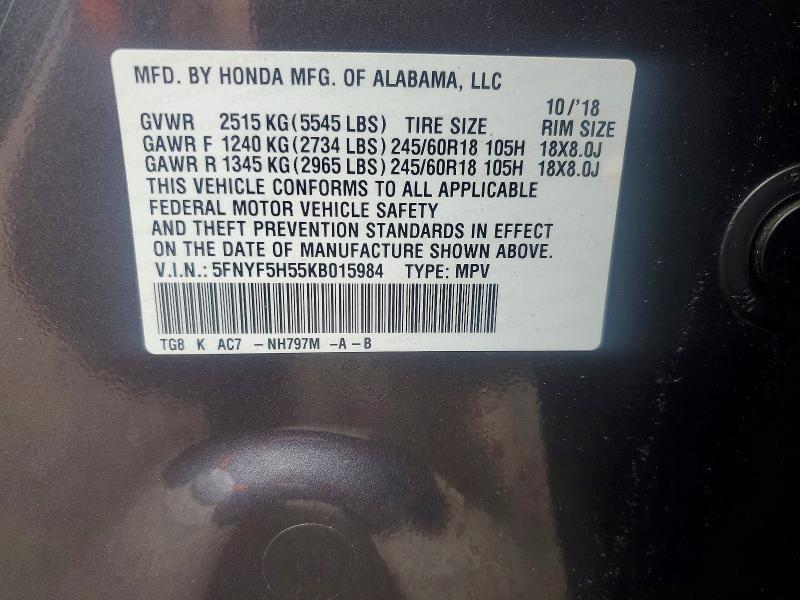 MFD. BY HONDA MFG. OF ALABAMA, LLC
10/'18
GVWR 2515 KG (5545 LBS) TIRE SIZE RIM SIZE
GAWR F 1240 KG (2734 LBS) 245/60R18 105H 18X8.0J
GAWR R 1345 KG (2965 LBS) 245/60R18 105H 18X8.0J
THIS VEHICLE CONFORMS TO ALL APPLICABLE
FEDERAL MOTOR VEHICLE SAFETY
AND THEFT PREVENTION STANDARDS IN EFFECT
ON THE DATE OF MANUFACTURE SHOWN ABOVE.
V.I.N.: 5FNYF5H55KB015984 TYPE: MPV
TG8 K AC7 -NH797M -A-B